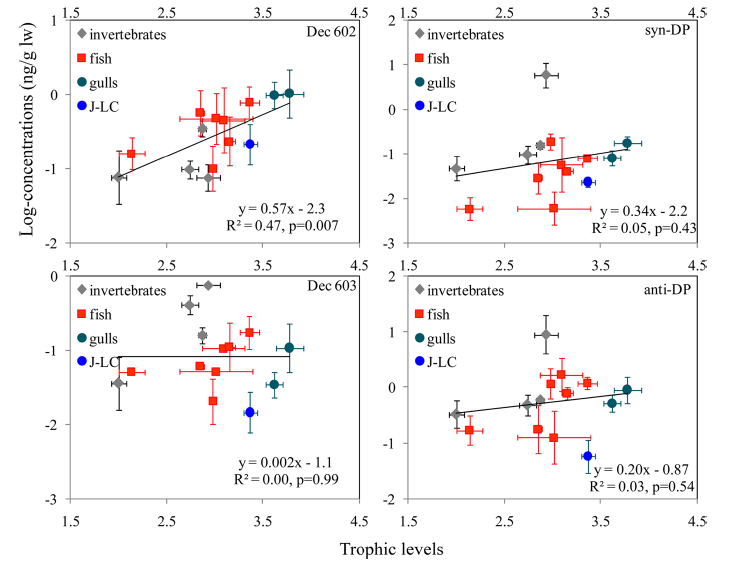 1.5 2.5 3.5 4.5
1.5 2.5 3.5 4.5
1
0
-1
-2
invertebrates
fish
gulls
J-LC
Dec 602
y = 0.57x - 2.3
R² = 0.47, p=0.007
2
1
0
-1
-2
-3
invertebrates
fish
gulls
J-LC
syn-DP
y = 0.34x - 2.2
R² = 0.05, p=0.43
Log-concentrations (ng/g lw)
1.5 2.5 3.5 4.5
1.5 2.5 3.5 4.5
0
-1
-2
-3
invertebrates
fish
gulls
J-LC
Dec 603
y = 0.002x - 1.1
R² = 0.00, p=0.99
1.5 2.5 3.5 4.5
2
1
0
-1
-2
invertebrates
fish
gulls
J-LC
anti-DP
y = 0.20x - 0.87
R² = 0.03, p=0.54
1.5 2.5 3.5 4.5
Trophic levels